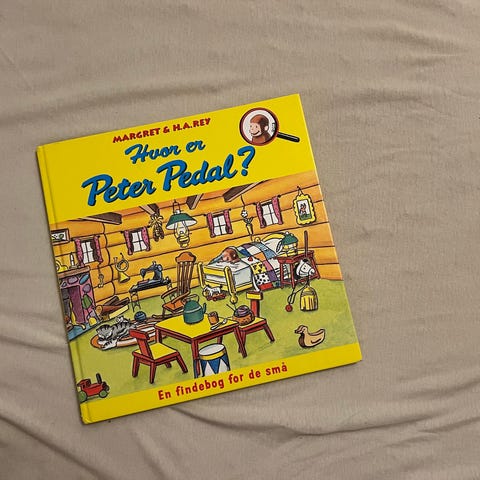 MARGRET & H.A.REY
Hvor er
Peter Pedal?
En findebog for de små